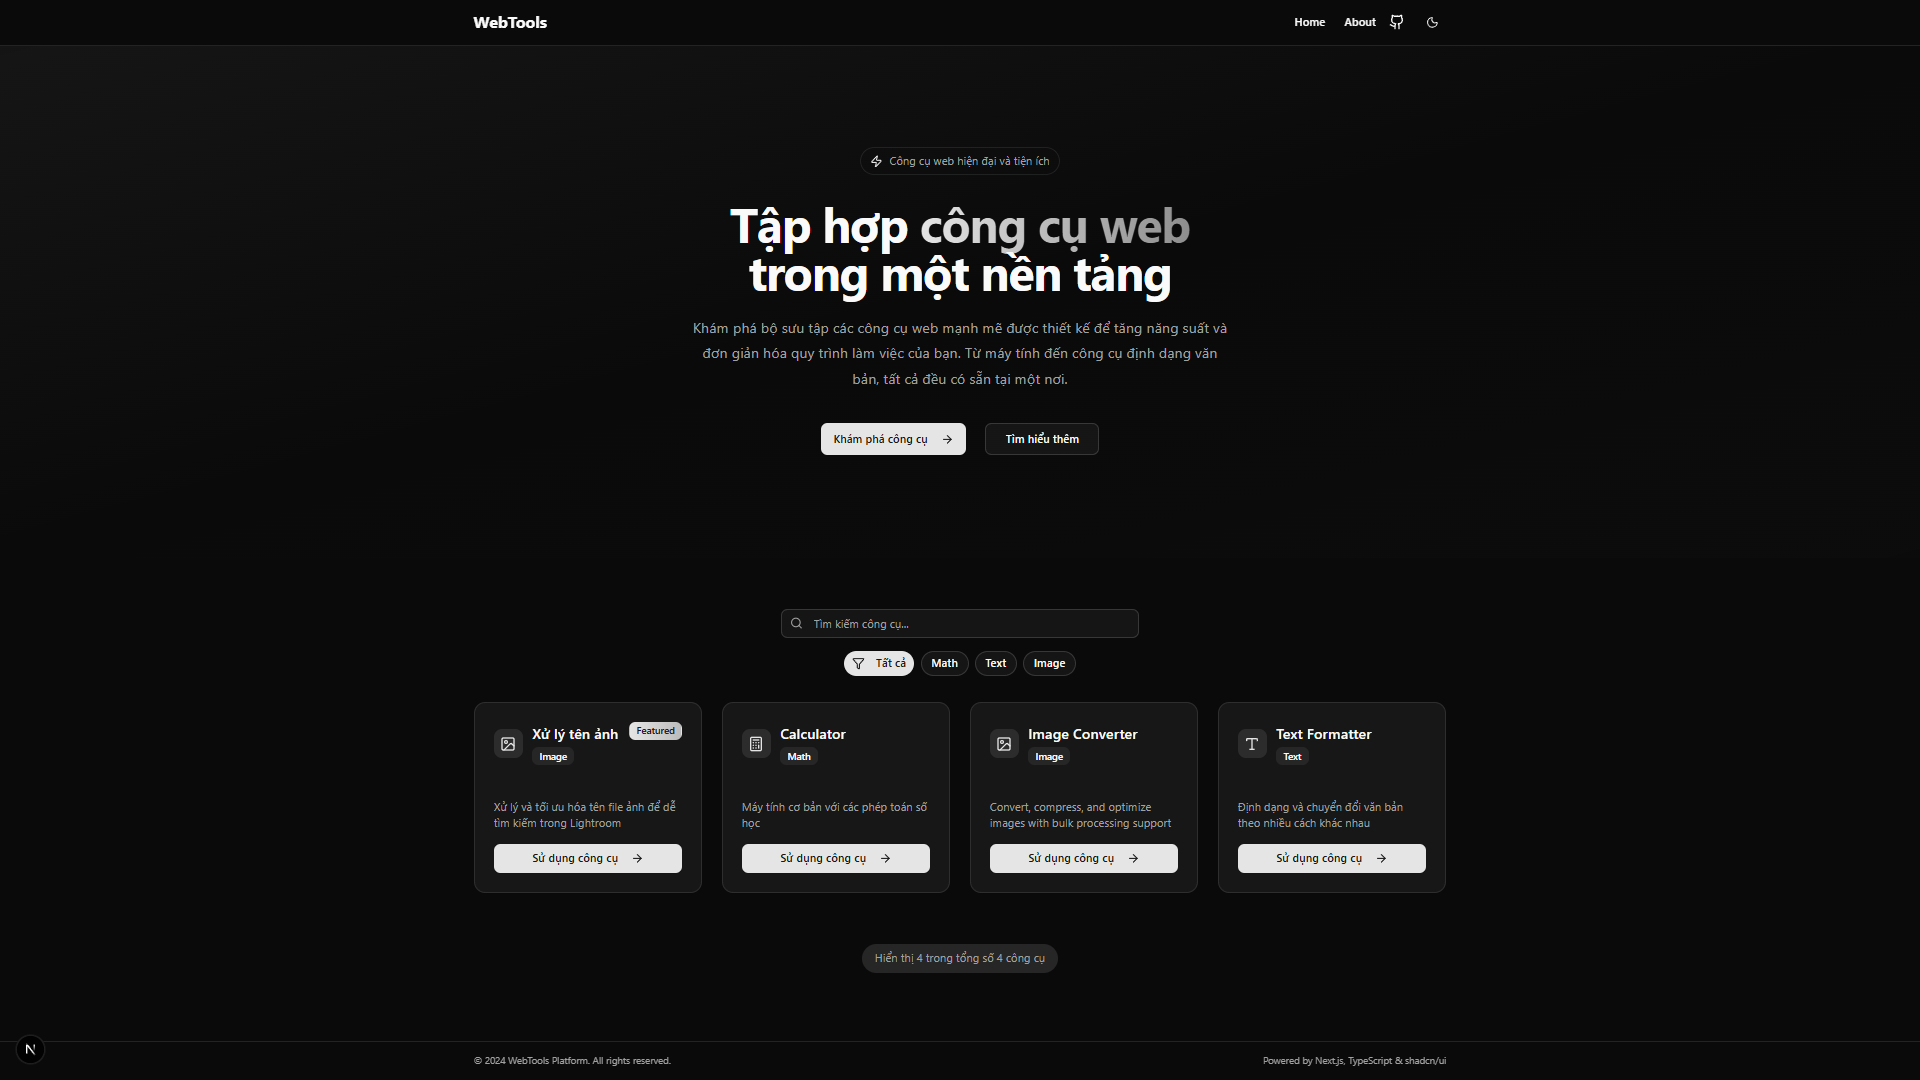 WebTools
Home
About
Công cụ web hiện đại và tiện ích
Tập hợp công cụ web
trong một nền tảng
Khám phá bộ sưu tập các công cụ web mạnh mẽ được thiết kế để tăng năng suất và
đơn giản hóa quy trình làm việc của bạn. Từ máy tính đến công cụ định dạng văn
bản, tất cả đều có sẵn tại một nơi.
Khám phá công cụ
Tìm hiểu thêm
Tìm kiếm công cụ...
Tất cả
Math
Text
Image
Xử lý tên ảnh
Featured
Image
Xử lý và tối ưu hóa tên file ảnh để dễ
tìm kiếm trong Lightroom
Sử dụng công cụ
Calculator
Math
Máy tính cơ bản với các phép toán số
học
Sử dụng công cụ
Image Converter
Image
Convert, compress, and optimize
images with bulk processing support
Sử dụng công cụ
Text Formatter
Text
Định dạng và chuyển đổi văn bản
theo nhiều cách khác nhau
Sử dụng công cụ
Hiển thị 4 trong tổng số 4 công cụ
N
© 2024 WebTools Platform. All rights reserved.
Powered by Next.js, TypeScript & shadcn/ui